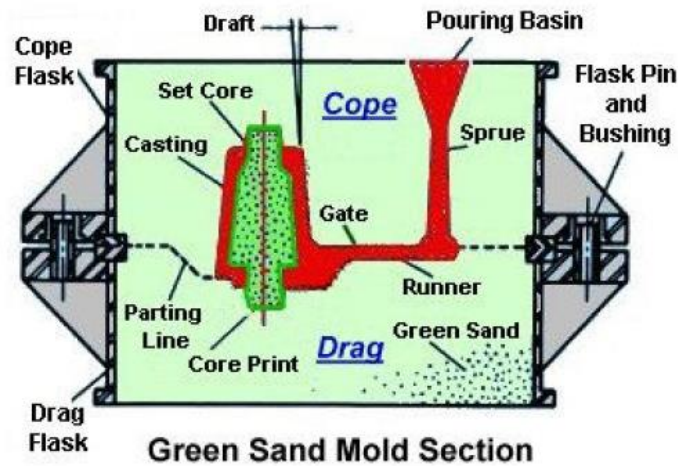 Draft
Pouring Basin
Cope
Flask
Set Core
Cope
Flask Pin
and
Bushing
Casting
Sprue
Gate
Runner
Parting
Line
Green Sand
Core Print
Drag
Drag
Flask
Green Sand Mold Section